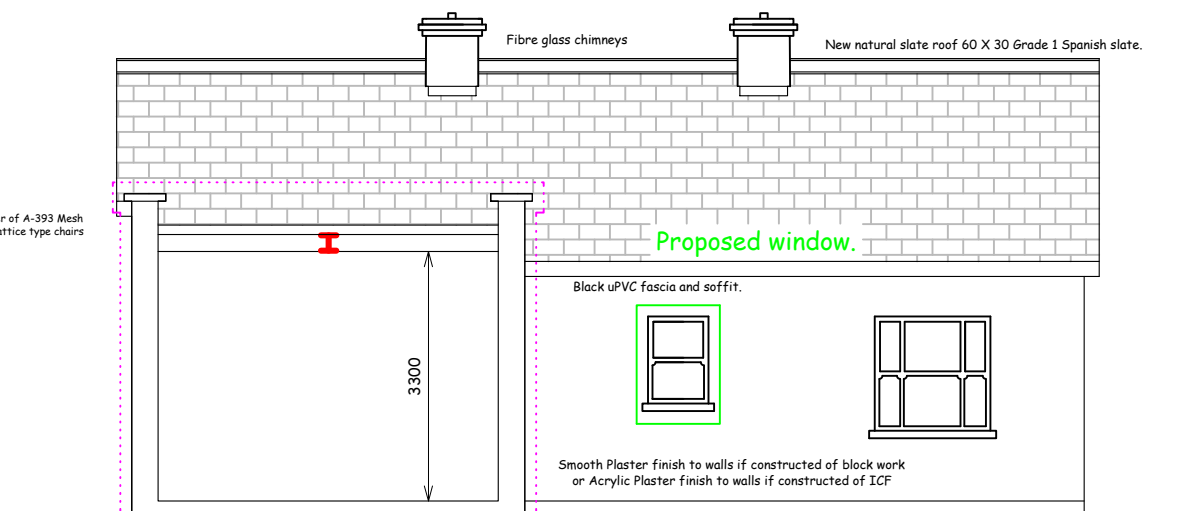 Fibre glass chimneys
New natural slate roof 60 X 30 Grade 1 Spanish slate.
of A-393 Mesh
type chairs
Proposed window.
Black uPVC fascia and soffit.
3300
Smooth Plaster finish to walls if constructed of block work
or Acrylic Plaster finish to walls if constructed of ICF